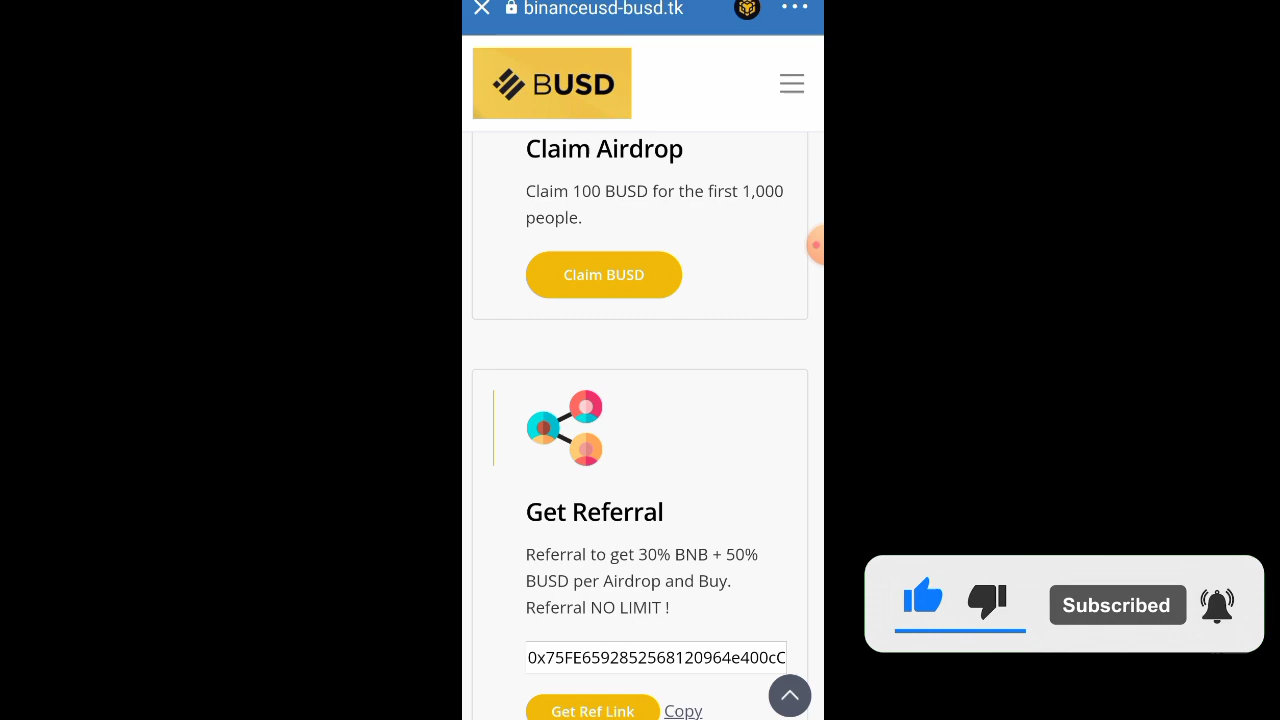 binanceusd-busd.tk
BUSD
Claim Airdrop
Claim 100 BUSD for the first 1,000
people.
Claim BUSD
Get Referral
Referral to get 30% BNB + 50%
BUSD per Airdrop and Buy.
Referral NO LIMIT !
0x75FE6592852568120964e400cC
Get Ref Link Copy
Subscribed